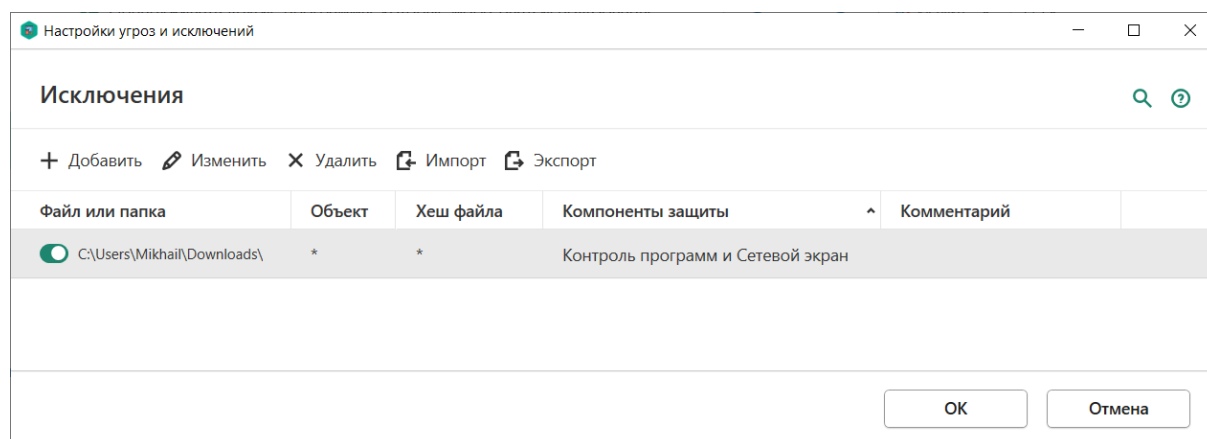 Настройки угроз и исключений
Исключения
Добавить Изменить Удалить Импорт Экспорт
Файл или папка Объект Хеш файла Компоненты защиты Комментарий
C:\Users\Mikhail\Downloads\ * * Контроль программ и Сетевой экран
ОК Отмена